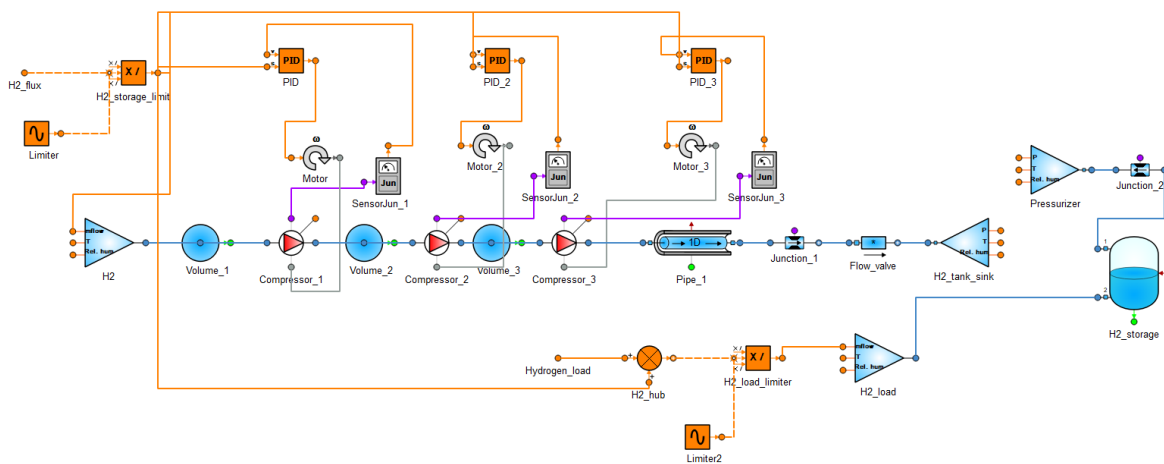 ω
ω
ω
PID
PID
PID
X /
X /
X /
PID
PID_2
PID_3
H2_flux
H2_storage_limit
Limiter
Motor
Motor_2
Motor_3
Jun
Jun
Jun
SensorJun_1
SensorJun_2
SensorJun_3
P
T
Rel. hum
Pressurizer
Junction_2
mflow
T
Rel. hum
H2
Volume_1
Compressor_1
Volume_2
Compressor_2
Volume_3
Compressor_3
1D
Pipe_1
Junction_1
Flow_valve
P
T
Rel. hum
H2_tank_sink
1
2
H2_storage
Hydrogen_load
+
+
H2_hub
X /
X /
X /
H2_load_limiter
mflow
T
Rel. hum
H2_load
Limiter2